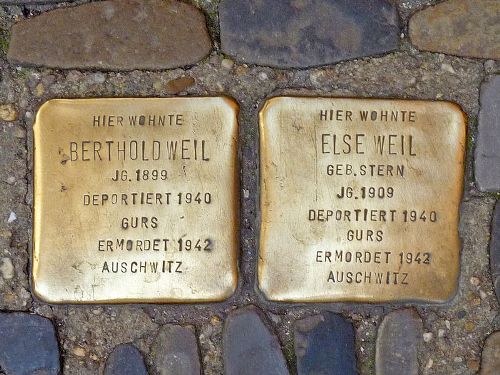 HIER WOHNTE
BERTHOLD WEIL
JG. 1899
DEPORTIERT 1940
GURS
ERMORDET 1942
AUSCHWITZ
HIER WOHNTE
ELSE WEIL
GEB. STERN
JG. 1909
DEPORTIERT 1940
GURS
ERMORDET 1942
AUSCHWITZ